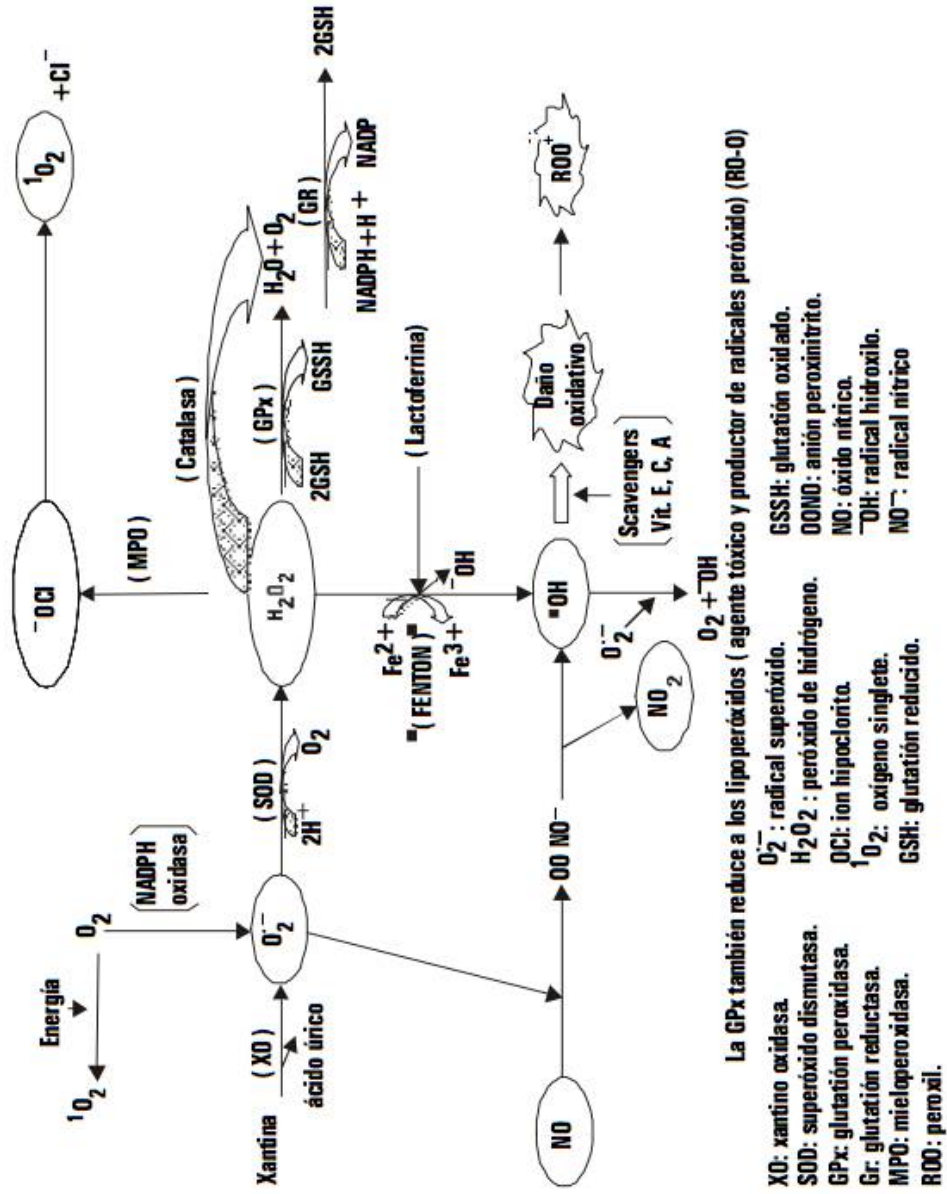 Energía
¹O₂
O₂
[NADPH oxidasa]
Xantina
(XO)
ácido úrico
O₂·⁻
(SOD)
2H⁺
O₂
H₂O₂
(MPO)
⁻OCl
¹O₂ +Cl⁻
(Catalasa)
H₂O+O₂
(GPx)
2GSH
GSSH
(GR)
NADPH+H+
NADP
2GSH
Fe²⁺
■(FENTON)■
Fe³⁺
⁻OH
(Lactoferrina)
NO
OO NO⁻
NO₂
■OH
O₂·⁻
O₂+⁻OH
[Scavengers
Vit. E, C, A]
Daño
oxidativo
ROO
La GPx también reduce a los lipoperóxidos ( agente tóxico y productor de radicales peróxido) (RO-O)
XO: xantino oxidasa.
SOD: superóxido dismutasa.
GPx: glutatión peroxidasa.
Gr: glutatión reductasa.
MPO: mieloperoxidasa.
ROO: peroxil.
O₂·⁻: radical superóxido.
H₂O₂ : peróxido de hidrógeno.
OCl: ion hipoclorito.
¹O₂: oxígeno singlete.
GSH: glutatión reducido.
GSSH: glutatión oxidado.
OONO: anión peroxinitrito.
NO: óxido nítrico.
⁻OH: radical hidroxilo.
NO⁻: radical nítrico